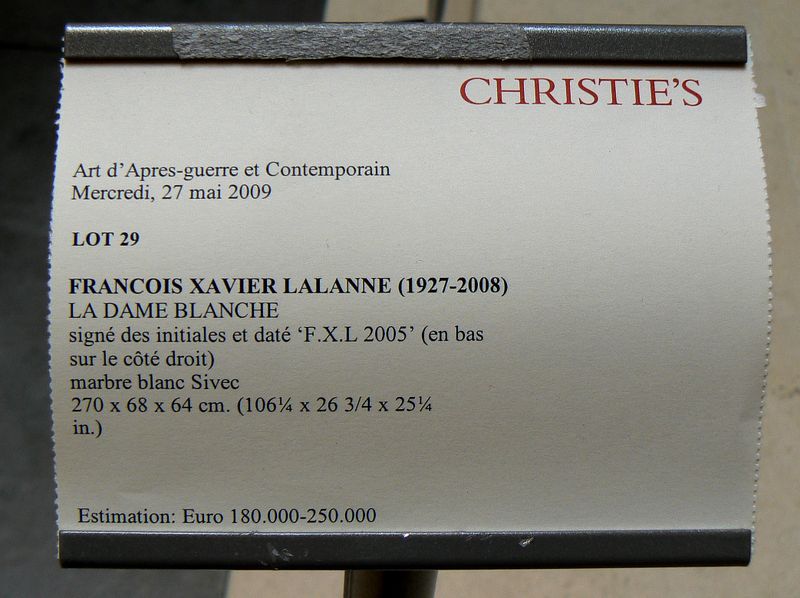 CHRISTIE'S
Art d'Apres-guerre et Contemporain
Mercredi, 27 mai 2009
LOT 29
FRANCOIS XAVIER LALANNE (1927-2008)
LA DAME BLANCHE
signé des initiales et daté ‘F.X.L 2005’ (en bas
sur le côté droit)
marbre blanc Sivec
270 x 68 x 64 cm. (106¼ x 26 3/4 x 25¼
in.)
Estimation: Euro 180.000-250.000